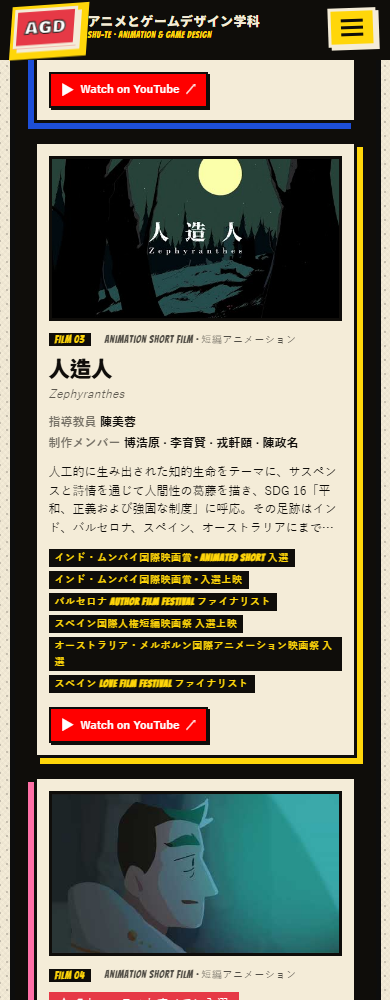 AGD
アニメとゲームデザイン学科
SHU-TE · ANIMATION & GAME DESIGN
▶ Watch on YouTube ↗
人造人
Zephyranthes
FILM 03 ANIMATION SHORT FILM · 短編アニメーション
人造人
Zephyranthes
指導教員 陳美蓉
制作メンバー 博浩原 · 李育賢 · 戎軒頤 · 陳政名
人工的に生み出された知的生命をテーマに、サスペン
スと詩情を通じて人間性の葛藤を描き、SDG 16「平
和、正義および強固な制度」に呼応。その足跡はイン
ド、バルセロナ、スペイン、オーストラリアにまで…
インド・ムンバイ国際映画賞 · ANIMATED SHORT 入選
インド・ムンバイ国際映画賞 · 入選上映
バルセロナ AUTHOR FILM FESTIVAL ファイナリスト
スペイン国際人権短編映画祭 入選上映
オーストラリア・メルボルン国際アニメーション映画祭 入
選
スペイン LOVE FILM FESTIVAL ファイナリスト
▶ Watch on YouTube ↗
FILM 04 ANIMATION SHORT FILM · 短編アニメーション